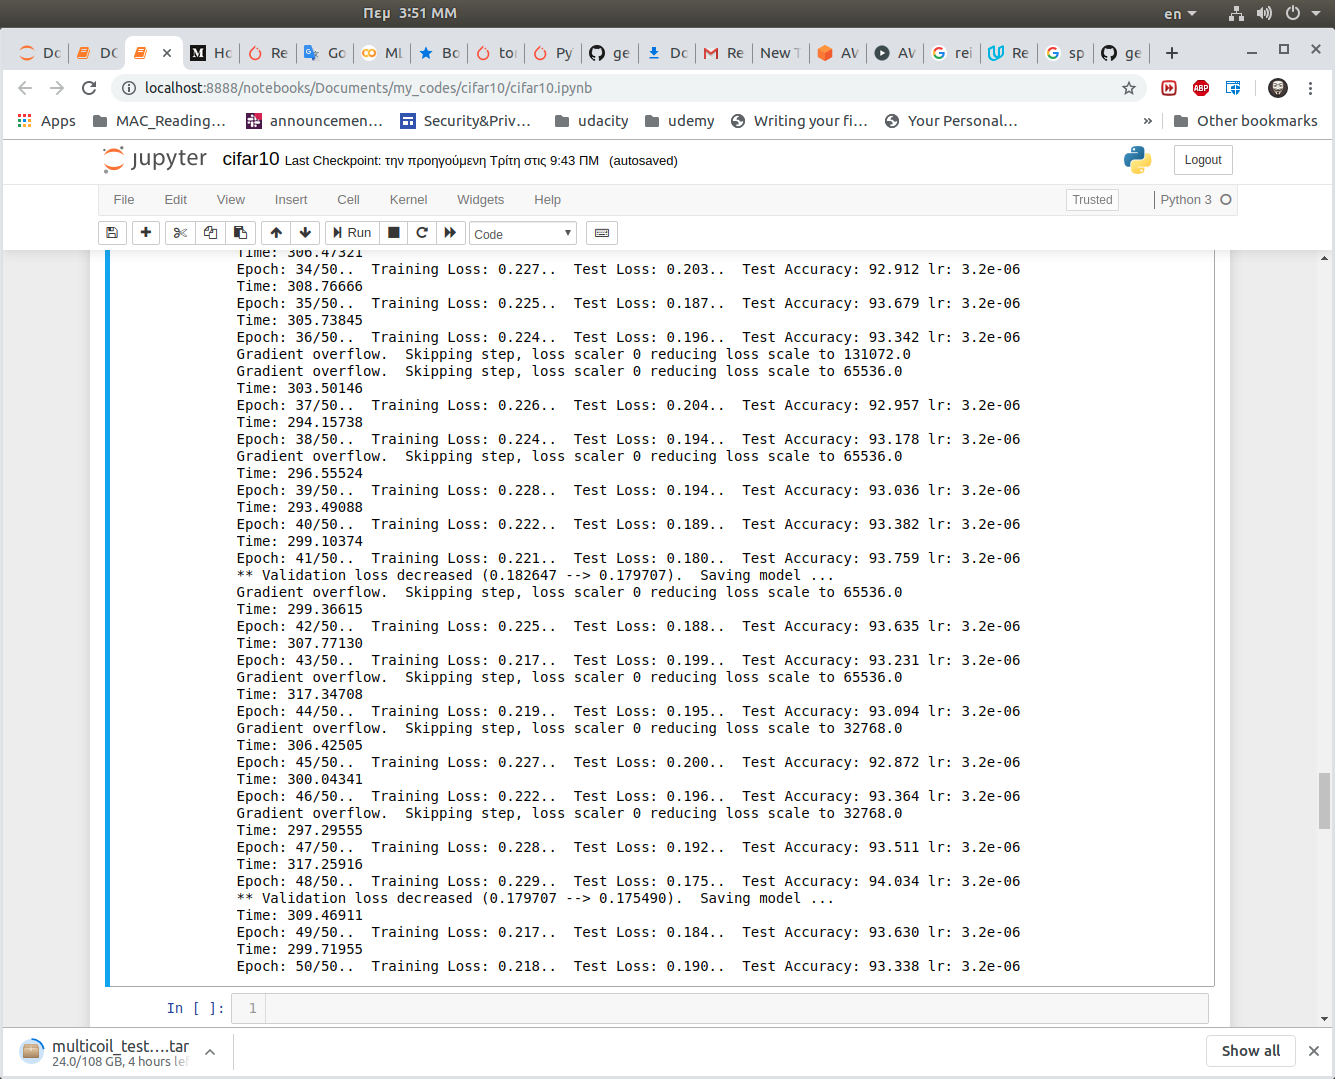 Πεμ 3:51 ΜΜ
en
Do
DC
Ho
Re
Go
ML
Bo
tor
Py
ge
Do
Re
New T
AV
AV
rei
Re
sp
ge
localhost:8888/notebooks/Documents/my_codes/cifar10/cifar10.ipynb
ABP
Apps
MAC_Reading...
announcemen...
Security&Priv...
udacity
udemy
Writing your fi...
Your Personal...
»
Other bookmarks
jupyter cifar10 Last Checkpoint: την προηγούμενη Τρίτη στις 9:43 ΠΜ (autosaved)
Logout
File Edit View Insert Cell Kernel Widgets Help
Trusted
Python 3
Run
Code
Time: 306.47321
Epoch: 34/50.. Training Loss: 0.227.. Test Loss: 0.203.. Test Accuracy: 92.912 lr: 3.2e-06
Time: 308.76666
Epoch: 35/50.. Training Loss: 0.225.. Test Loss: 0.187.. Test Accuracy: 93.679 lr: 3.2e-06
Time: 305.73845
Epoch: 36/50.. Training Loss: 0.224.. Test Loss: 0.196.. Test Accuracy: 93.342 lr: 3.2e-06
Gradient overflow. Skipping step, loss scaler 0 reducing loss scale to 131072.0
Gradient overflow. Skipping step, loss scaler 0 reducing loss scale to 65536.0
Time: 303.50146
Epoch: 37/50.. Training Loss: 0.226.. Test Loss: 0.204.. Test Accuracy: 92.957 lr: 3.2e-06
Time: 294.15738
Epoch: 38/50.. Training Loss: 0.224.. Test Loss: 0.194.. Test Accuracy: 93.178 lr: 3.2e-06
Gradient overflow. Skipping step, loss scaler 0 reducing loss scale to 65536.0
Time: 296.55524
Epoch: 39/50.. Training Loss: 0.228.. Test Loss: 0.194.. Test Accuracy: 93.036 lr: 3.2e-06
Time: 293.49088
Epoch: 40/50.. Training Loss: 0.222.. Test Loss: 0.189.. Test Accuracy: 93.382 lr: 3.2e-06
Time: 299.10374
Epoch: 41/50.. Training Loss: 0.221.. Test Loss: 0.180.. Test Accuracy: 93.759 lr: 3.2e-06
** Validation loss decreased (0.182647 --> 0.179707). Saving model ...
Gradient overflow. Skipping step, loss scaler 0 reducing loss scale to 65536.0
Time: 299.36615
Epoch: 42/50.. Training Loss: 0.225.. Test Loss: 0.188.. Test Accuracy: 93.635 lr: 3.2e-06
Time: 307.77130
Epoch: 43/50.. Training Loss: 0.217.. Test Loss: 0.199.. Test Accuracy: 93.231 lr: 3.2e-06
Gradient overflow. Skipping step, loss scaler 0 reducing loss scale to 65536.0
Time: 317.34708
Epoch: 44/50.. Training Loss: 0.219.. Test Loss: 0.195.. Test Accuracy: 93.094 lr: 3.2e-06
Gradient overflow. Skipping step, loss scaler 0 reducing loss scale to 32768.0
Time: 306.42505
Epoch: 45/50.. Training Loss: 0.227.. Test Loss: 0.200.. Test Accuracy: 92.872 lr: 3.2e-06
Time: 300.04341
Epoch: 46/50.. Training Loss: 0.222.. Test Loss: 0.196.. Test Accuracy: 93.364 lr: 3.2e-06
Gradient overflow. Skipping step, loss scaler 0 reducing loss scale to 32768.0
Time: 297.29555
Epoch: 47/50.. Training Loss: 0.228.. Test Loss: 0.192.. Test Accuracy: 93.511 lr: 3.2e-06
Time: 317.25916
Epoch: 48/50.. Training Loss: 0.229.. Test Loss: 0.175.. Test Accuracy: 94.034 lr: 3.2e-06
** Validation loss decreased (0.179707 --> 0.175490). Saving model ...
Time: 309.46911
Epoch: 49/50.. Training Loss: 0.217.. Test Loss: 0.184.. Test Accuracy: 93.630 lr: 3.2e-06
Time: 299.71955
Epoch: 50/50.. Training Loss: 0.218.. Test Loss: 0.190.. Test Accuracy: 93.338 lr: 3.2e-06
In [ ]: 1
multicoil_test....tar
24.0/108 GB, 4 hours le
Show all